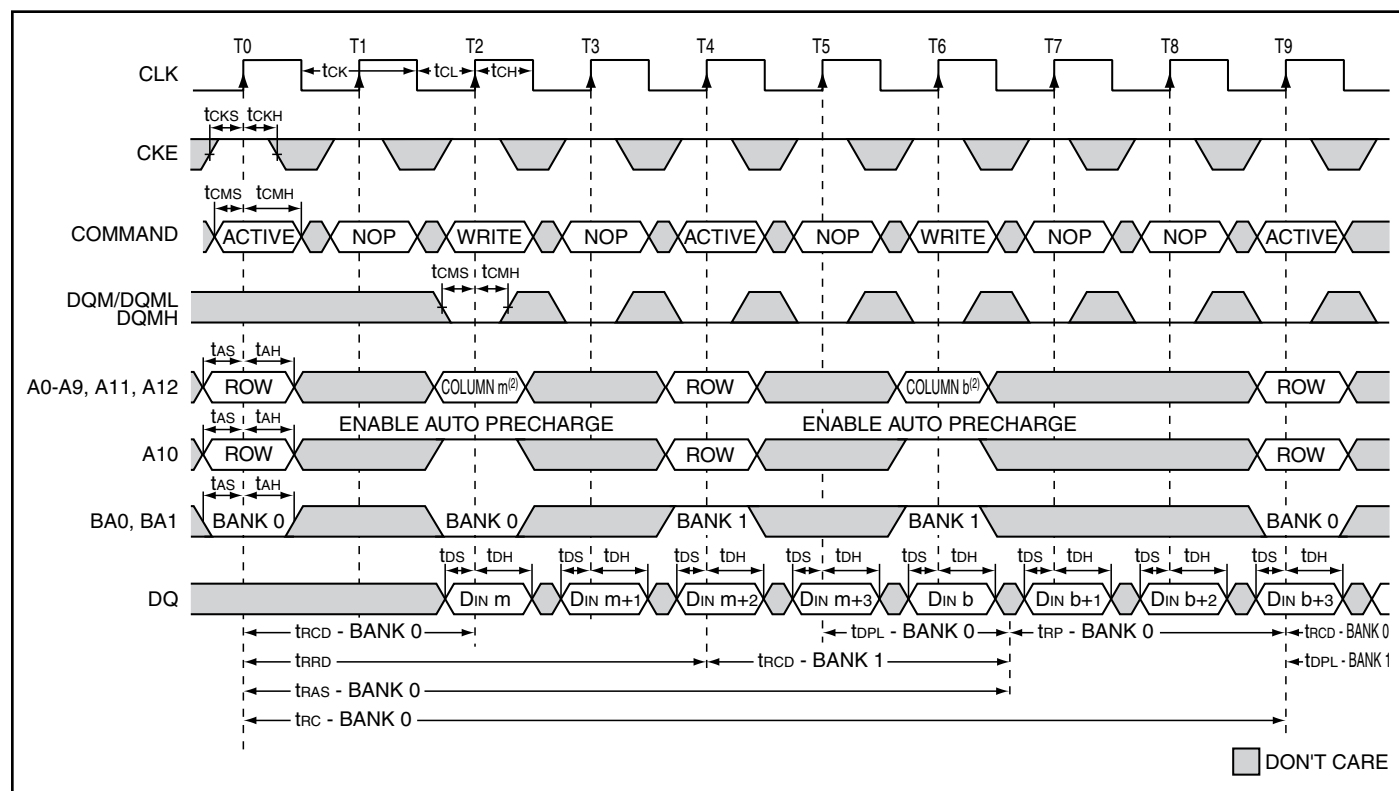 T0 T1 T2 T3 T4 T5 T6 T7 T8 T9
CLK tCK tCL tCH
tCKS tCKH
CKE
tCMS tCMH
COMMAND ACTIVE NOP WRITE NOP ACTIVE NOP WRITE NOP NOP ACTIVE
tCMS tCMH
DQM/DQML
DQMH
tAS tAH
A0-A9, A11, A12 ROW COLUMN m(2) ROW COLUMN b(2) ROW
tAS tAH ENABLE AUTO PRECHARGE ENABLE AUTO PRECHARGE
A10 ROW ROW ROW
tAS tAH
BA0, BA1 BANK 0 BANK 0 BANK 1 BANK 1 BANK 0
tDS tDH tDS tDH tDS tDH tDS tDH tDS tDH tDS tDH tDS tDH tDS tDH
DQ DIN m DIN m+1 DIN m+2 DIN m+3 DIN b DIN b+1 DIN b+2 DIN b+3
tRCD - BANK 0 tDPL - BANK 0 tRP - BANK 0 tRCD - BANK 0
tRRD tRCD - BANK 1 tDPL - BANK 1
tRAS - BANK 0
tRC - BANK 0
DON'T CARE